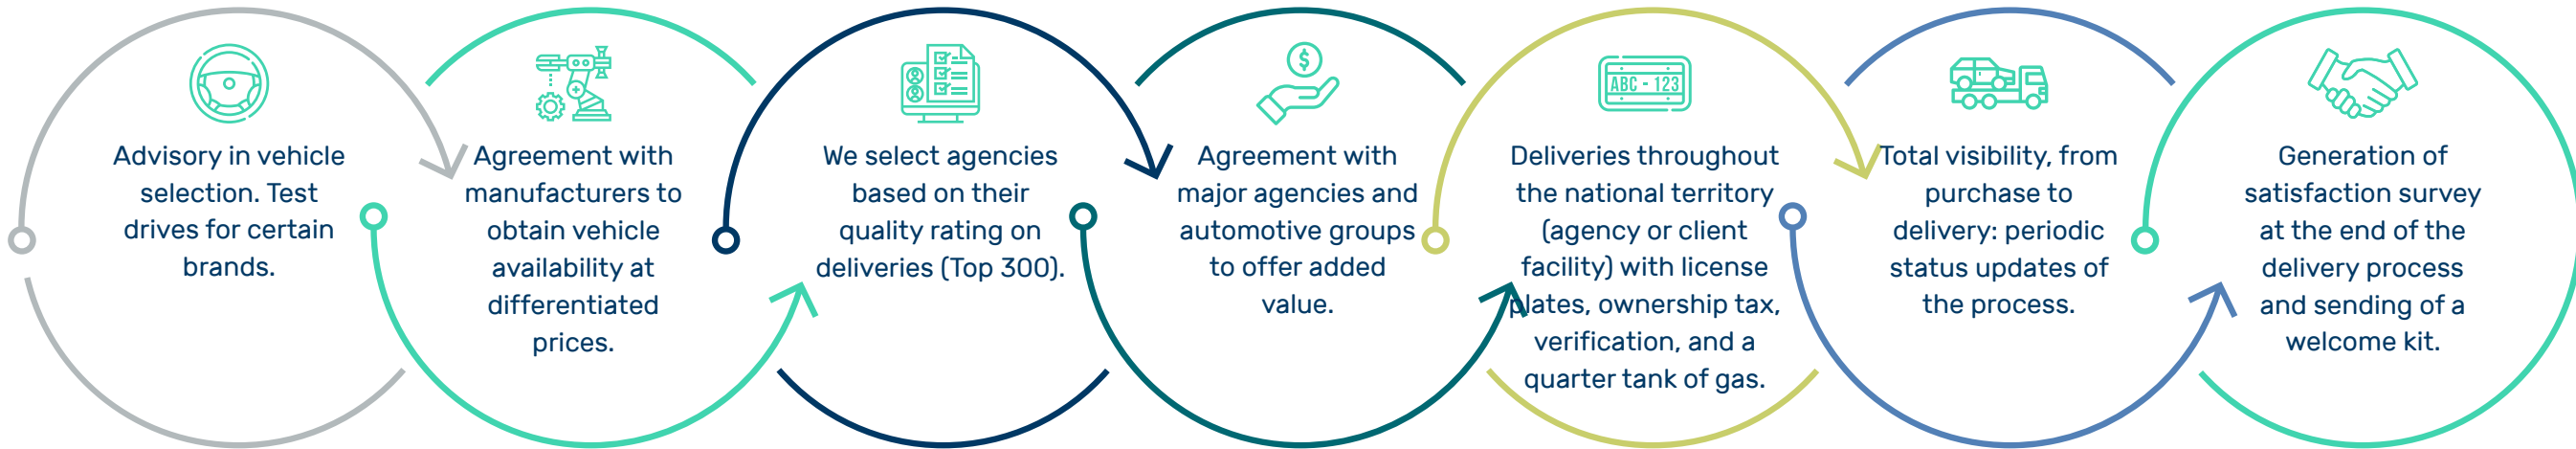 Advisory in vehicle
selection. Test
drives for certain
brands.
Agreement with
manufacturers to
obtain vehicle
availability at
differentiated
prices.
We select agencies
based on their
quality rating on
deliveries (Top 300).
$
Agreement with
major agencies and
automotive groups
to offer added
value.
ABC - 123
Deliveries throughout
the national territory
(agency or client
facility) with license
plates, ownership tax,
verification, and a
quarter tank of gas.
Total visibility, from
purchase to
delivery: periodic
status updates of
the process.
Generation of
satisfaction survey
at the end of the
delivery process
and sending of a
welcome kit.